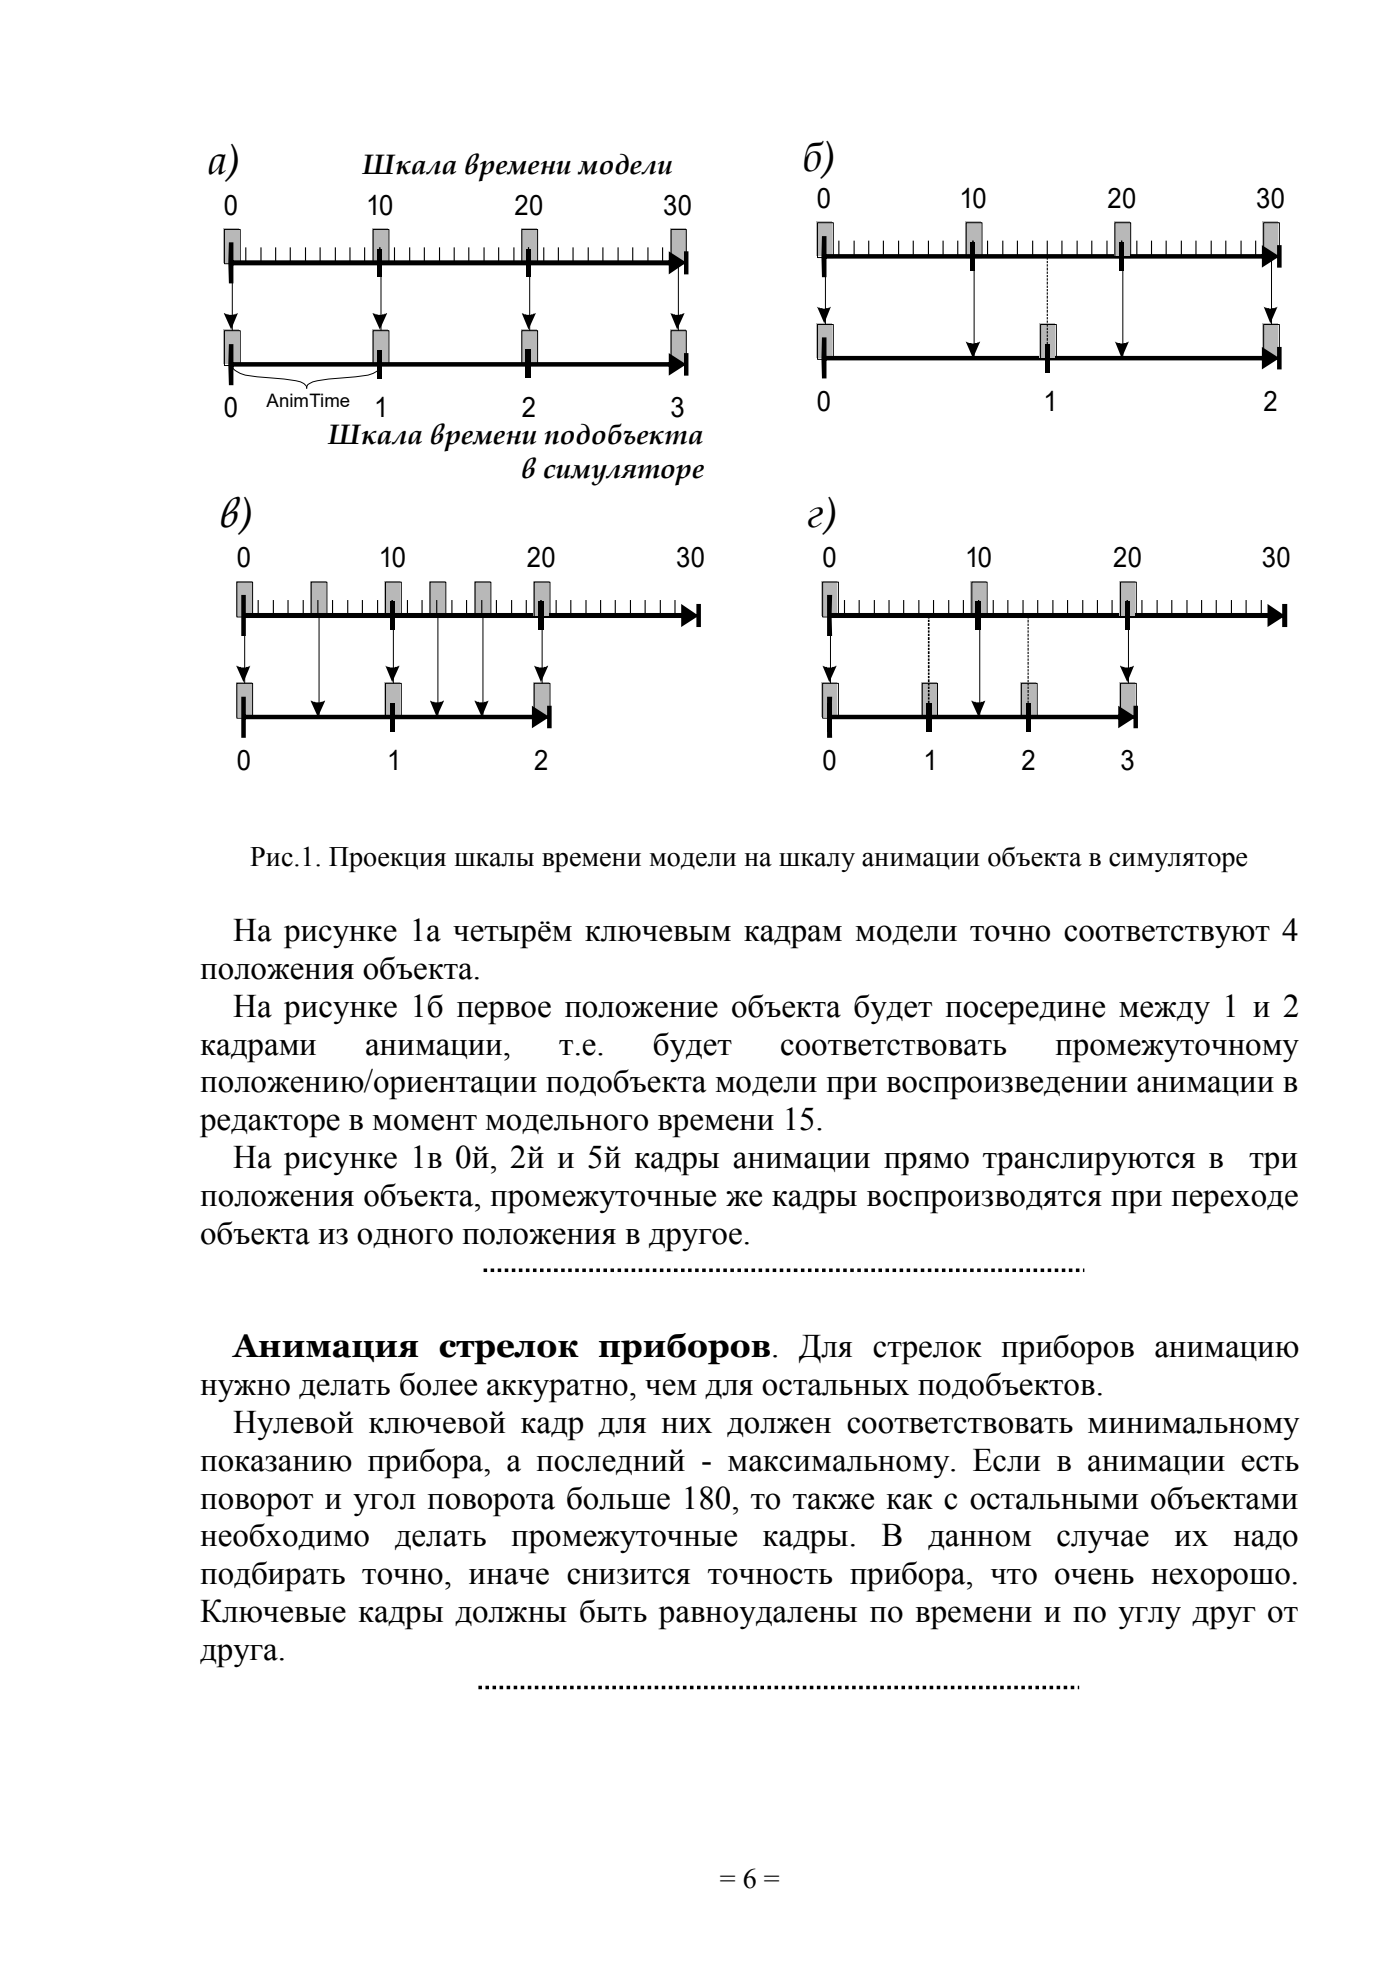 а)
Шкала времени модели
0 10 20 30
0 AnimTime 1 2 3
Шкала времени подобъекта
в симуляторе
б)
0 10 20 30
0 1 2
в)
0 10 20 30
0 1 2
г)
0 10 20 30
0 1 2 3
Рис.1. Проекция шкалы времени модели на шкалу анимации объекта в симуляторе
На рисунке 1а четырём ключевым кадрам модели точно соответствуют 4
положения объекта.
На рисунке 1б первое положение объекта будет посередине между 1 и 2
кадрами анимации, т.е. будет соответствовать промежуточному
положению/ориентации подобъекта модели при воспроизведении анимации в
редакторе в момент модельного времени 15.
На рисунке 1в 0й, 2й и 5й кадры анимации прямо транслируются в три
положения объекта, промежуточные же кадры воспроизводятся при переходе
объекта из одного положения в другое.
Анимация стрелок приборов. Для стрелок приборов анимацию
нужно делать более аккуратно, чем для остальных подобъектов.
Нулевой ключевой кадр для них должен соответствовать минимальному
показанию прибора, а последний - максимальному. Если в анимации есть
поворот и угол поворота больше 180, то также как с остальными объектами
необходимо делать промежуточные кадры. В данном случае их надо
подбирать точно, иначе снизится точность прибора, что очень нехорошо.
Ключевые кадры должны быть равноудалены по времени и по углу друг от
друга.
= 6 =